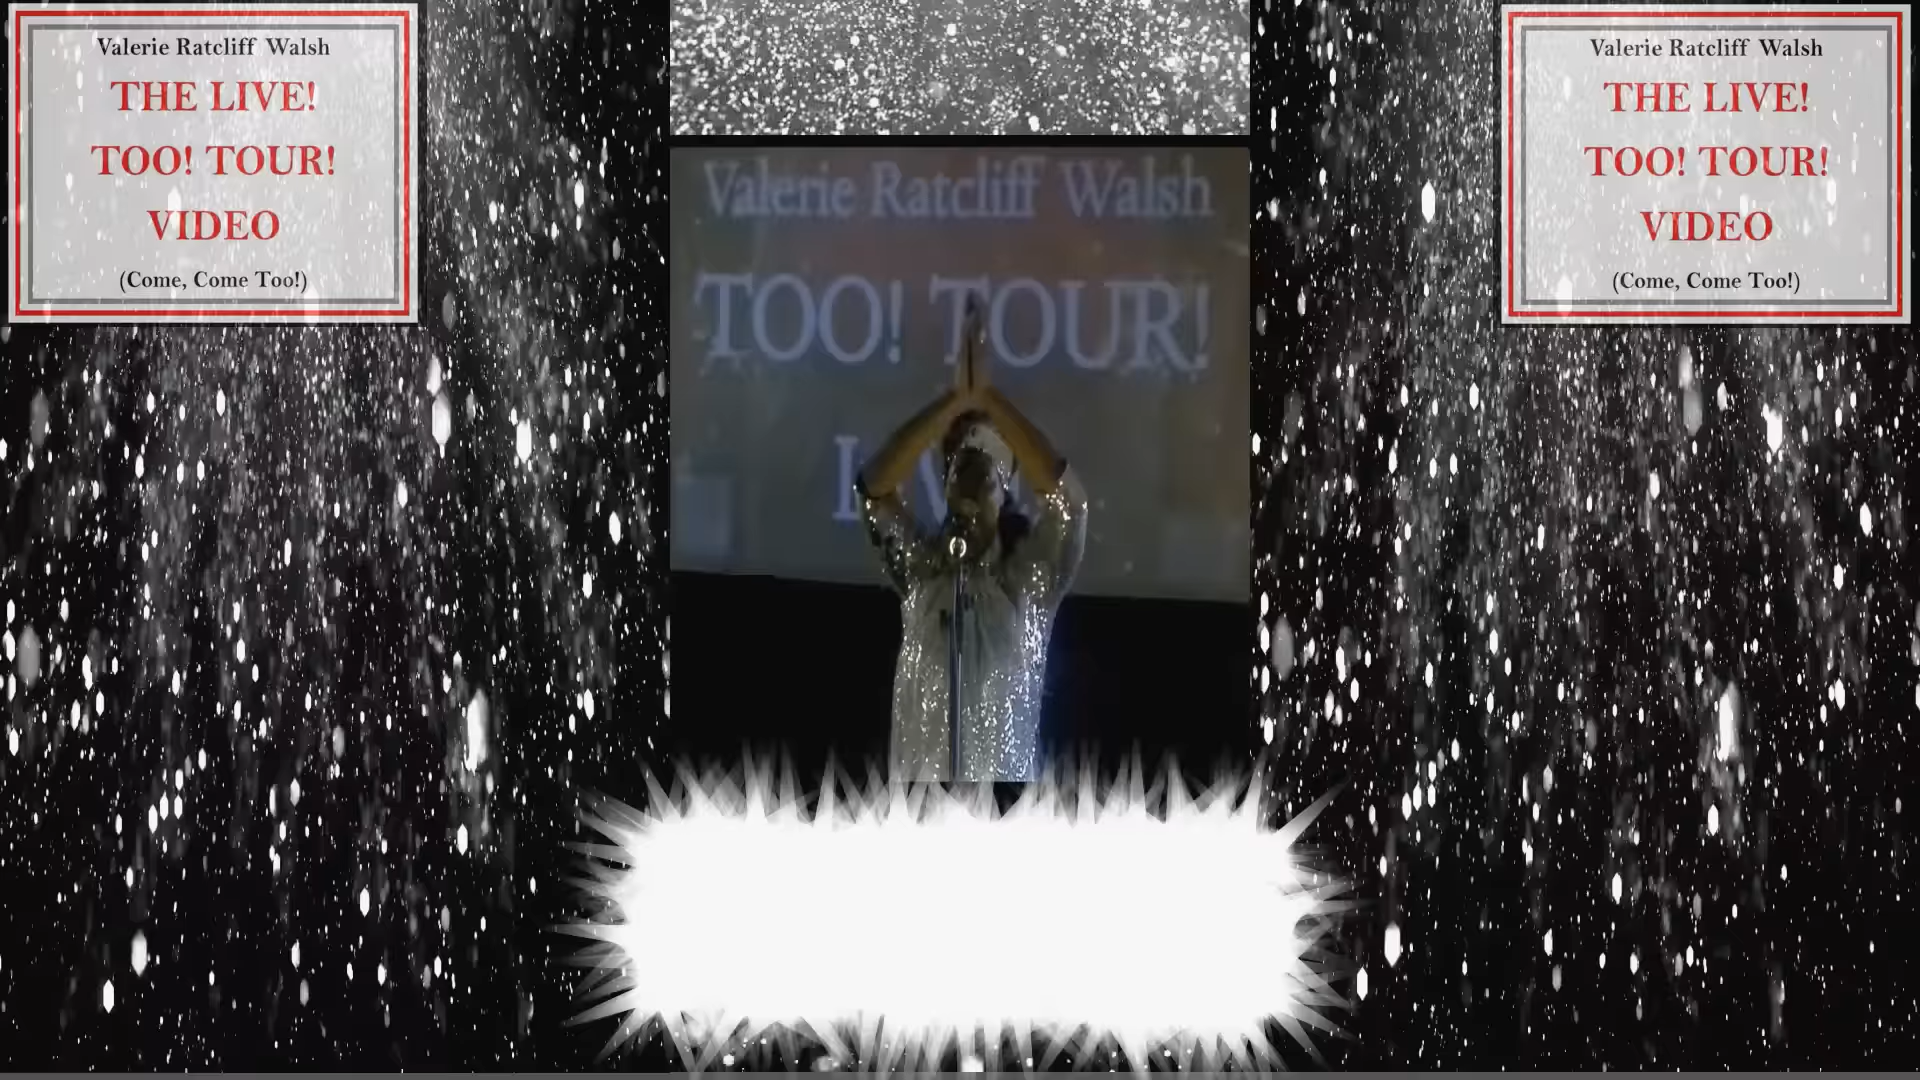 Valerie Ratcliff Walsh
THE LIVE!
TOO! TOUR!
VIDEO
(Come, Come Too!)
Valerie Ratcliff Walsh
TOO! TOUR!
Valerie Ratcliff Walsh
THE LIVE!
TOO! TOUR!
VIDEO
(Come, Come Too!)